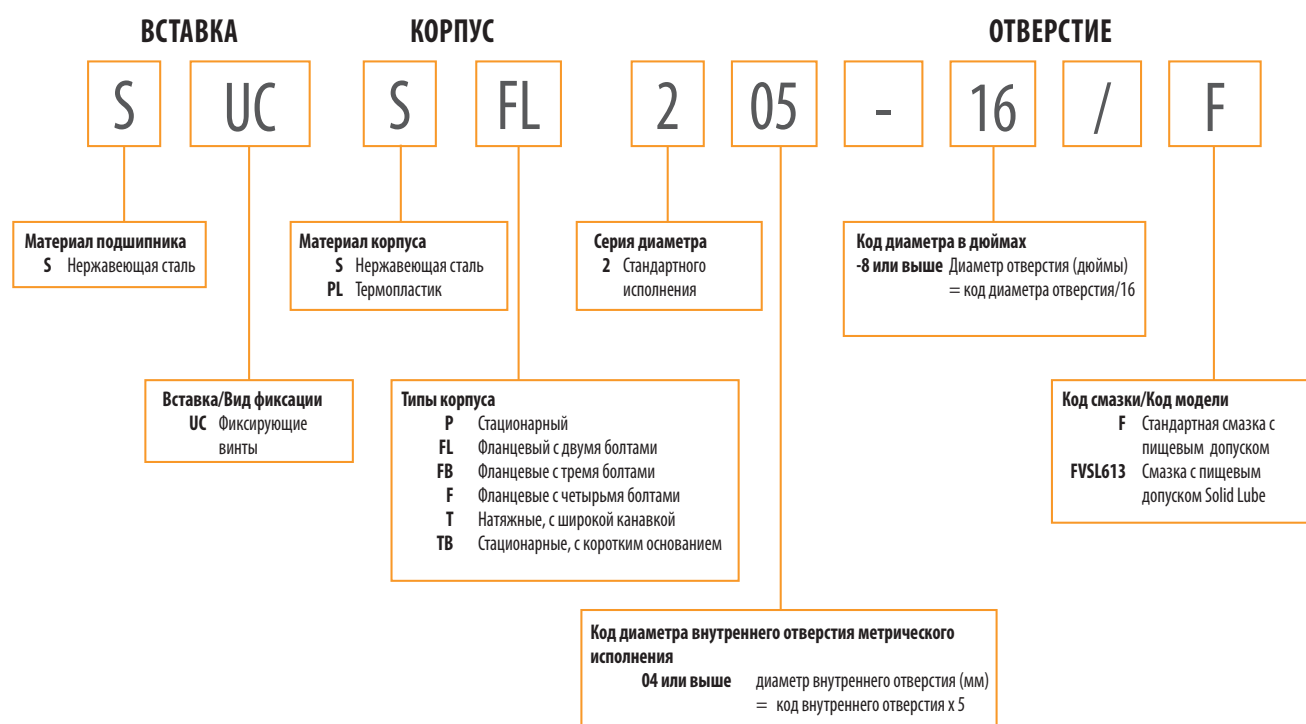 ВСТАВКА КОРПУС ОТВЕРСТИЕ
S UC S FL 2 05 - 16 / F
Материал подшипника
S Нержавеющая сталь
Материал корпуса
S Нержавеющая сталь
PL Термопластик
Серия диаметра
2 Стандартного
исполнения
Код диаметра в дюймах
-8 или выше Диаметр отверстия (дюймы)
= код диаметра отверстия/16
Вставка/Вид фиксации
UC Фиксирующие
винты
Типы корпуса
P Стационарный
FL Фланцевый с двумя болтами
FB Фланцевые с тремя болтами
F Фланцевые с четырьмя болтами
T Натяжные, с широкой канавкой
TB Стационарные, с коротким основанием
Код смазки/Код модели
F Стандартная смазка с
пищевым допуском
FVSL613 Смазка с пищевым
допуском Solid Lube
Код диаметра внутреннего отверстия метрического
исполнения
04 или выше диаметр внутреннего отверстия (мм)
= код внутреннего отверстия x 5